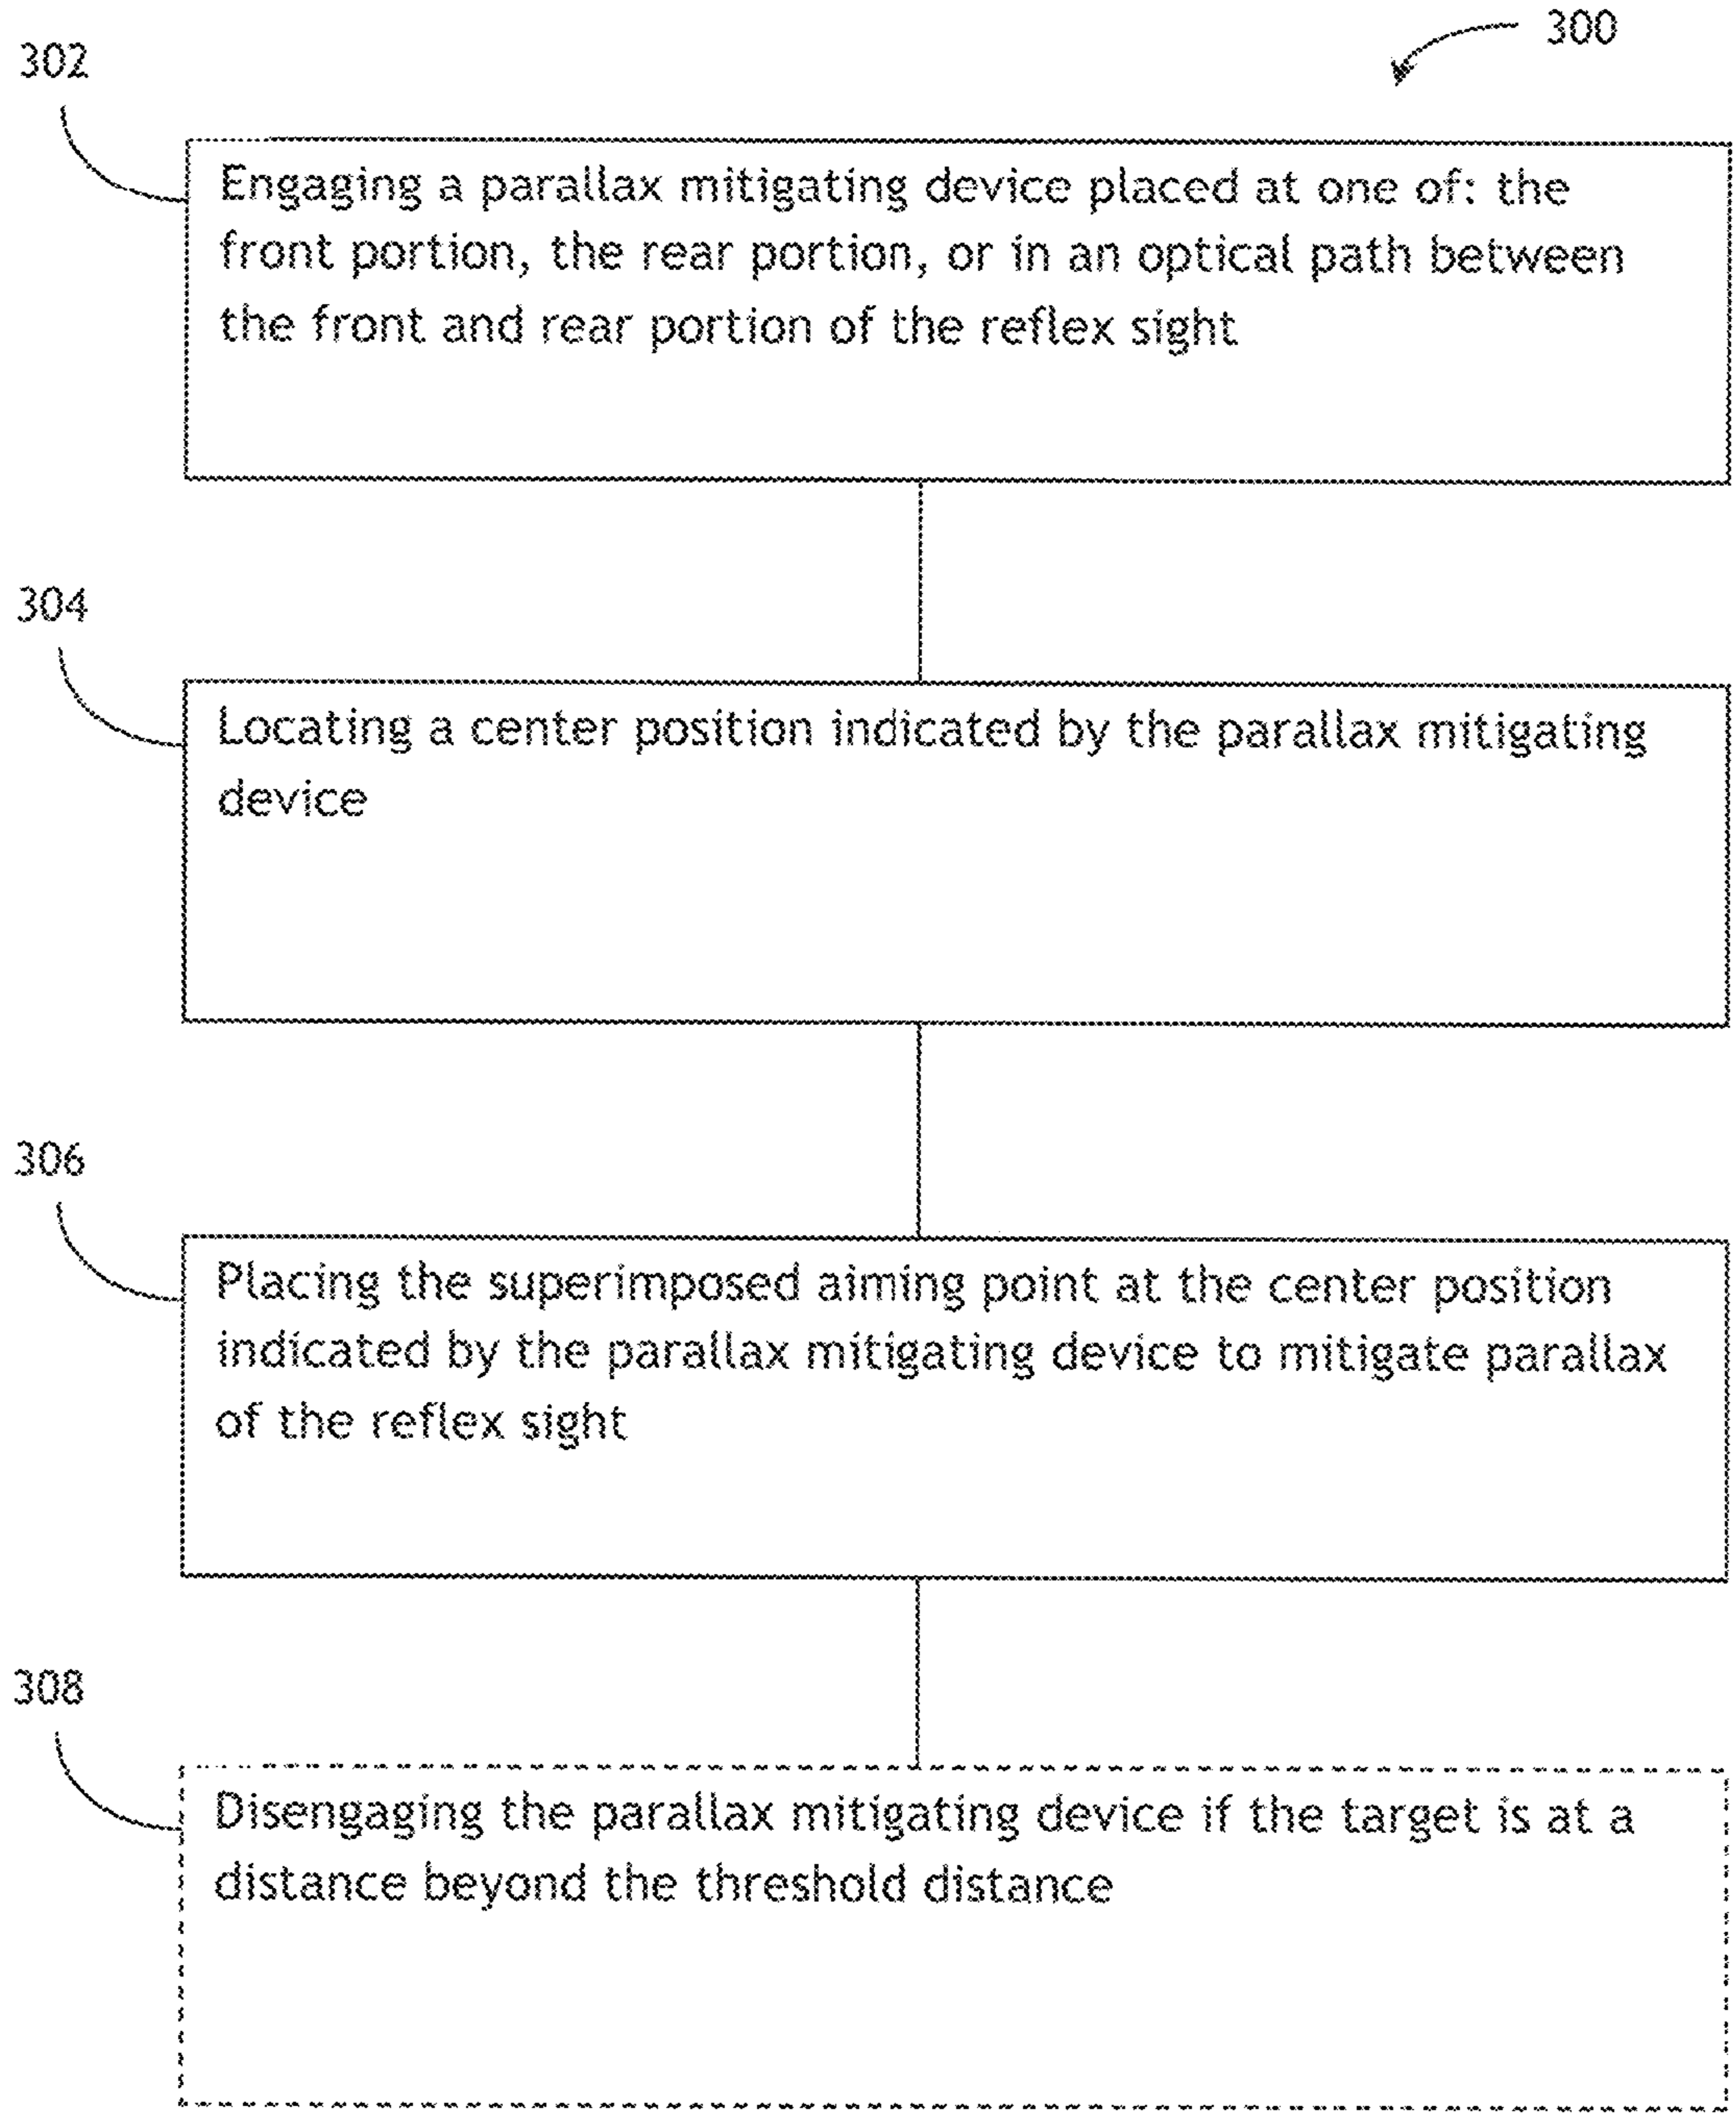 300
302
Engaging a parallax mitigating device placed at one of: the
front portion, the rear portion, or in an optical path between
the front and rear portion of the reflex sight
304
Locating a center position indicated by the parallax mitigating
device
306
Placing the superimposed aiming point at the center position
indicated by the parallax mitigating device to mitigate parallax
of the reflex sight
308
Disengaging the parallax mitigating device if the target is at a
distance beyond the threshold distance